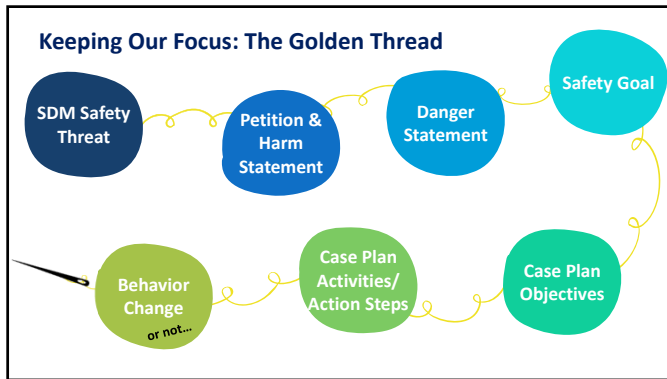 Keeping Our Focus: The Golden Thread
SDM Safety
Threat
Petition &
Harm
Statement
Danger
Statement
Safety Goal
Case Plan
Objectives
Case Plan
Activities/
Action Steps
Behavior
Change
or not...